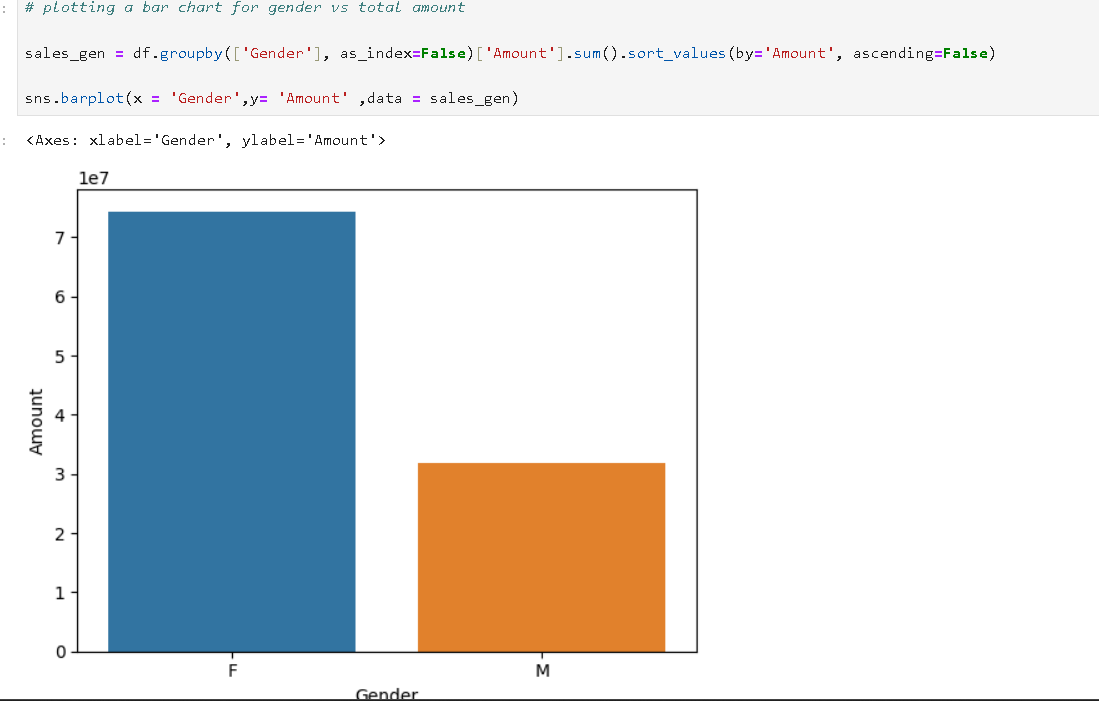 # plotting a bar chart for gender vs total amount
sales_gen = df.groupby(['Gender'], as_index=False)['Amount'].sum().sort_values(by='Amount', ascending=False)
sns.barplot(x = 'Gender',y= 'Amount' ,data = sales_gen)
<Axes: xlabel='Gender', ylabel='Amount'>
1e7
7
6
5
4
3
2
1
0
Amount
F M
Gender